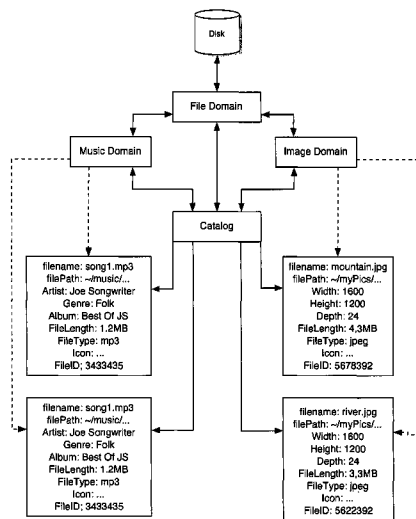 Disk
File Domain
Music Domain
Image Domain
Catalog
filename: song1.mp3
filePath: ~/music/...
Artist: Joe Songwriter
Genre: Folk
Album: Best Of JS
FileLength: 1.2MB
FileType: mp3
Icon: ...
FileID; 3433435
filename: mountain.jpg
filePath: ~/myPics/...
Width: 1600
Height: 1200
Depth: 24
FileLength: 4,3MB
FileType: jpeg
Icon: ...
FileID: 5678392
filename: song1.mp3
filePath: ~/music/...
Artist: Joe Songwriter
Genre: Folk
Album: Best Of JS
FileLength: 1.2MB
FileType: mp3
Icon: ...
FileID: 3433435
filename: river.jpg
filePath: ~/myPics/...
Width: 1600
Height: 1200
Depth: 24
FileLength: 3,3MB
FileType: jpeg
Icon: ...
FileID: 5622392